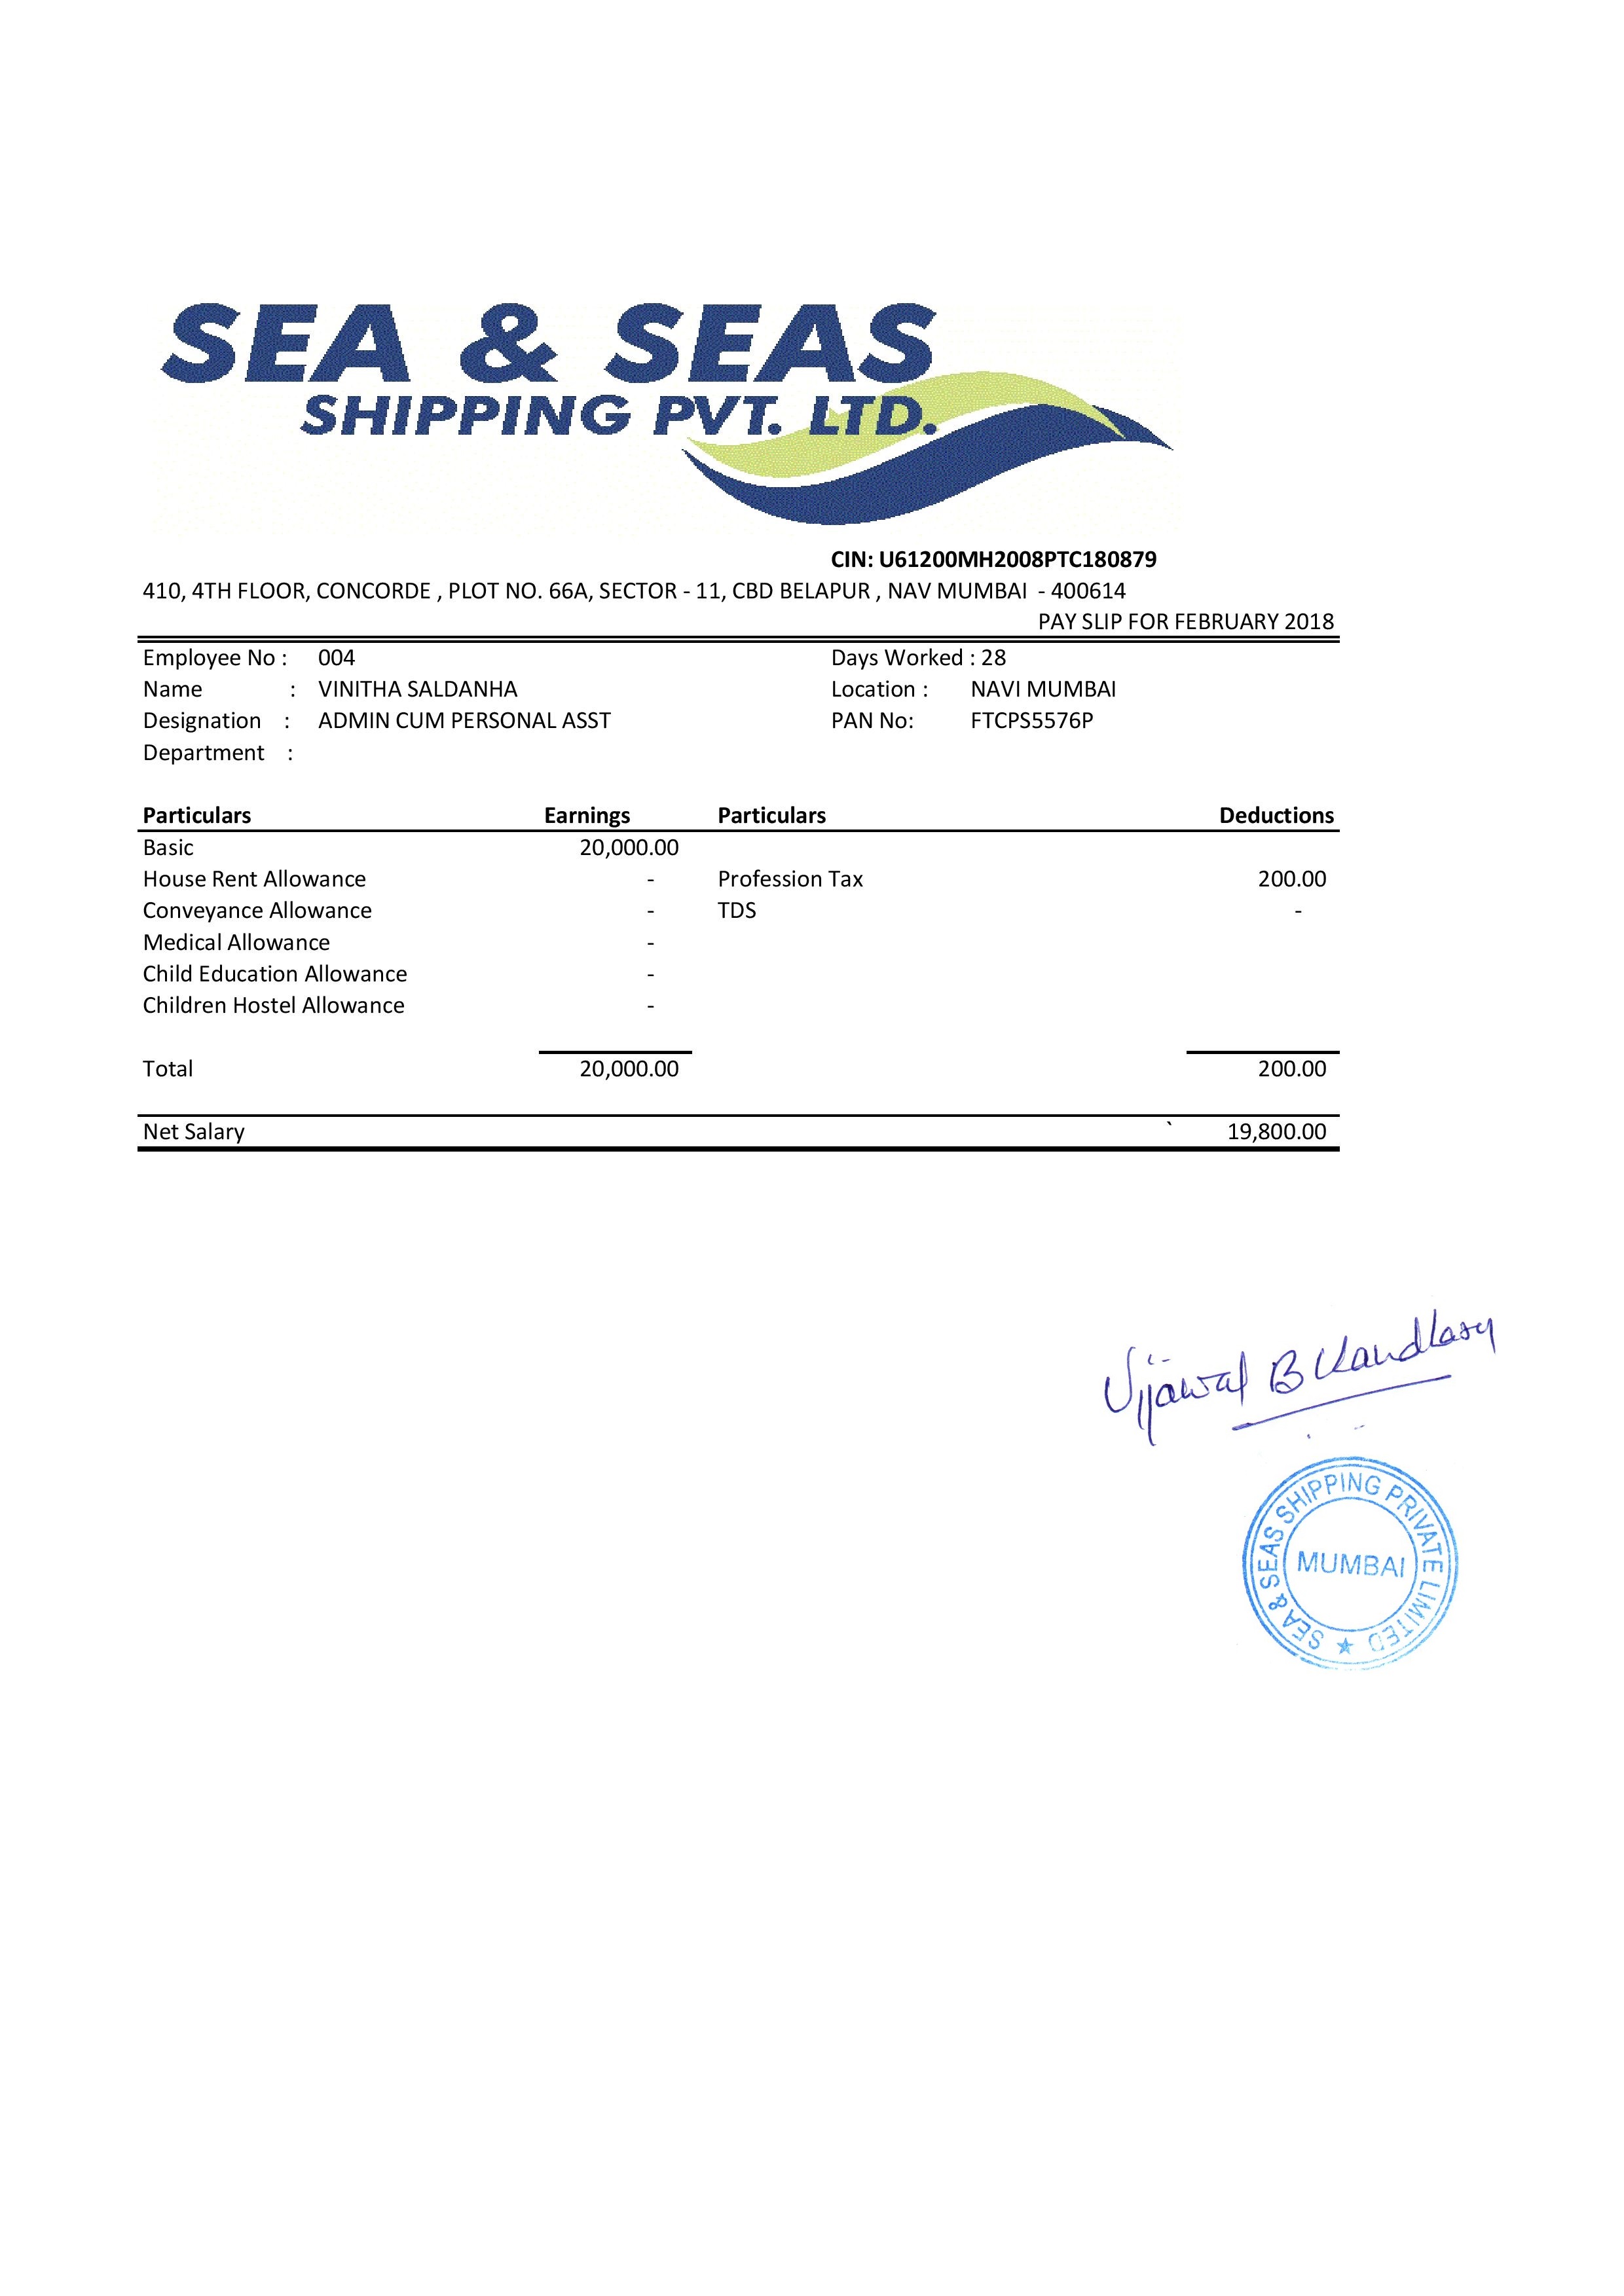 SEA & SEAS
SHIPPING PVT. LTD.
CIN: U61200MH2008PTC180879
410, 4TH FLOOR, CONCORDE , PLOT NO. 66A, SECTOR - 11, CBD BELAPUR , NAV MUMBAI - 400614
PAY SLIP FOR FEBRUARY 2018
Employee No : 004 Days Worked : 28
Name : VINITHA SALDANHA Location : NAVI MUMBAI
Designation : ADMIN CUM PERSONAL ASST PAN No: FTCPS5576P
Department :
Particulars Earnings Particulars Deductions
Basic 20,000.00
House Rent Allowance - Profession Tax 200.00
Conveyance Allowance - TDS -
Medical Allowance -
Child Education Allowance -
Children Hostel Allowance -
Total 20,000.00 200.00
Net Salary ` 19,800.00
B
SEA & SEAS SHIPPING PRIVATE LIMITED ★
MUMBAI